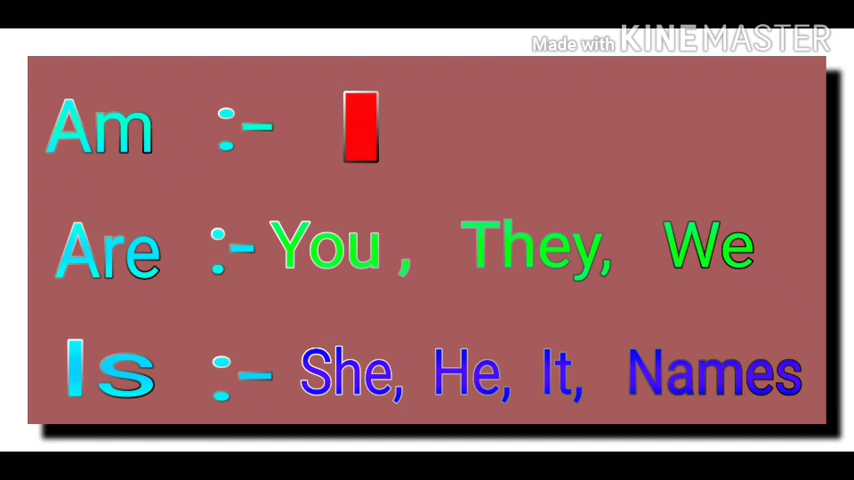 Made with KINEMASTER
Am :- I
Are :- You , They, We
Is :- She, He, It, Names